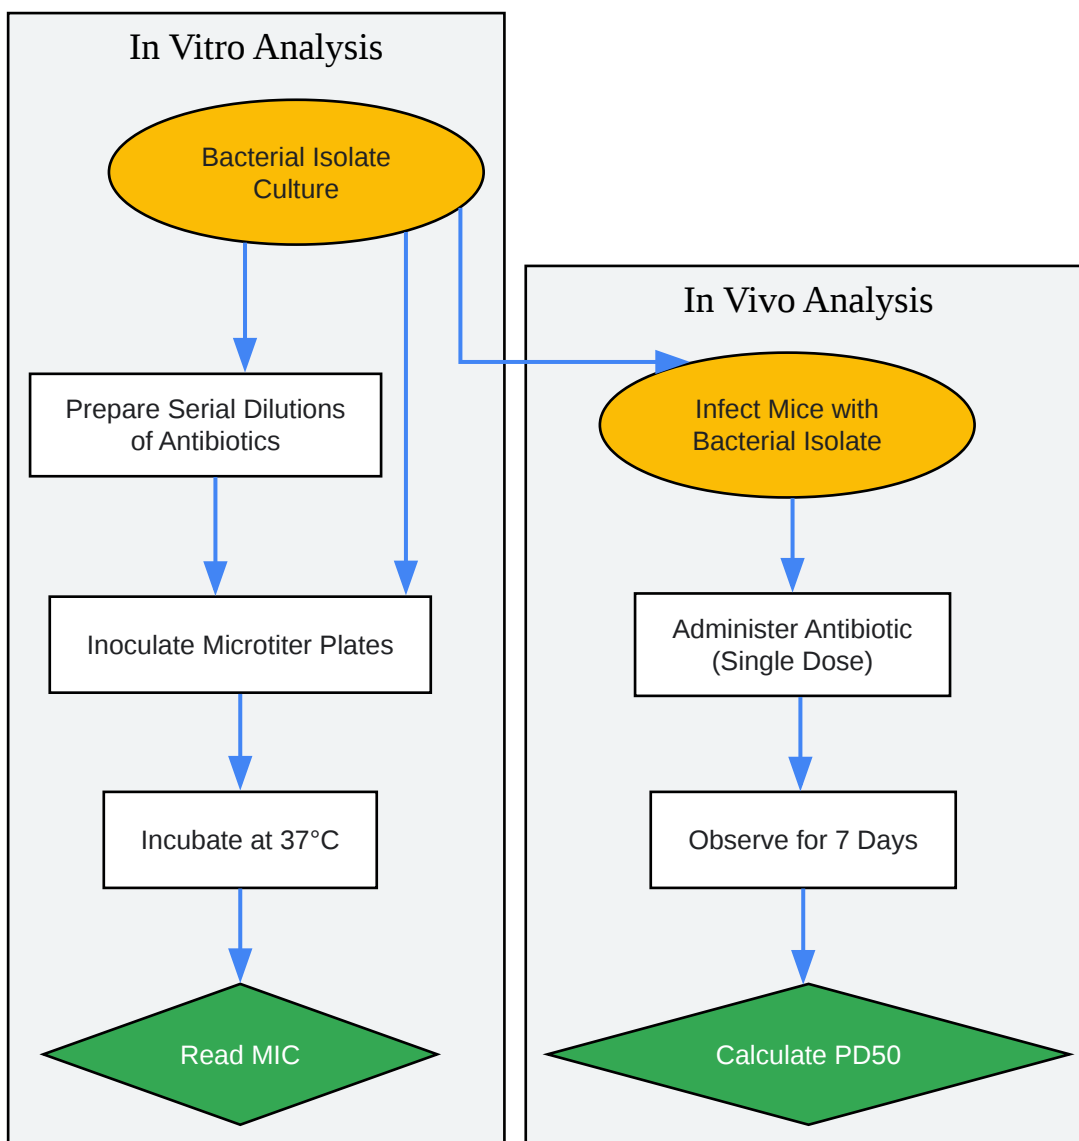 In Vitro Analysis
Bacterial Isolate
Culture
Prepare Serial Dilutions
of Antibiotics
Inoculate Microtiter Plates
Incubate at 37°C
Read MIC
In Vivo Analysis
Infect Mice with
Bacterial Isolate
Administer Antibiotic
(Single Dose)
Observe for 7 Days
Calculate PD50